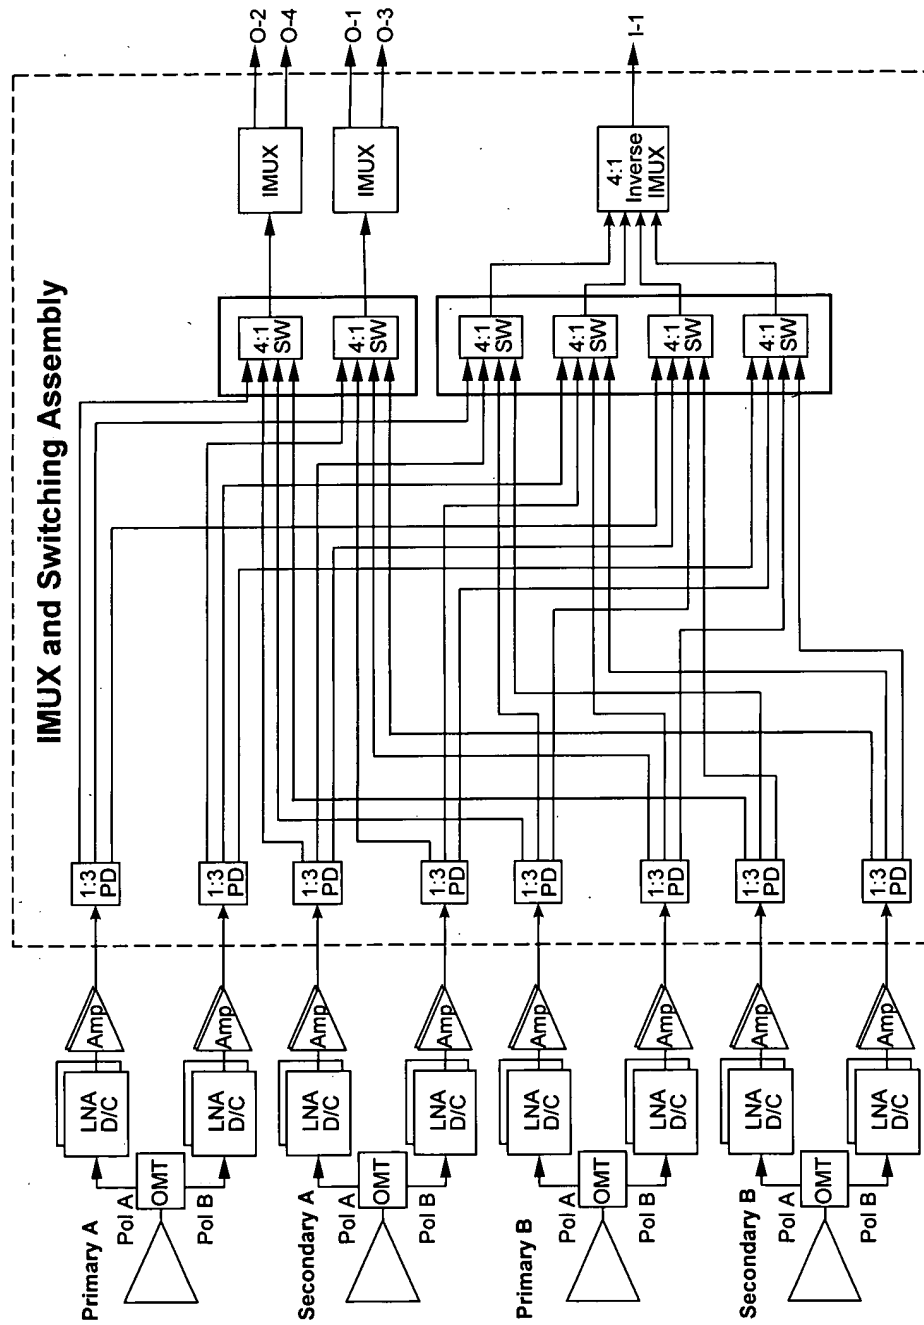 IMUX and Switching Assembly
Primary A
Pol A
OMT
Pol B
LNA
D/C
Amp
1:3
PD
LNA
D/C
Amp
1:3
PD
Secondary A
Pol A
OMT
Pol B
LNA
D/C
Amp
1:3
PD
LNA
D/C
Amp
1:3
PD
Primary B
Pol A
OMT
Pol B
LNA
D/C
Amp
1:3
PD
LNA
D/C
Amp
1:3
PD
Secondary B
Pol A
OMT
Pol B
LNA
D/C
Amp
1:3
PD
LNA
D/C
Amp
1:3
PD
4:1
SW
4:1
SW
4:1
SW
4:1
SW
4:1
SW
4:1
SW
IMUX
IMUX
4:1
Inverse
IMUX
O-2
O-4
O-1
O-3
I-1